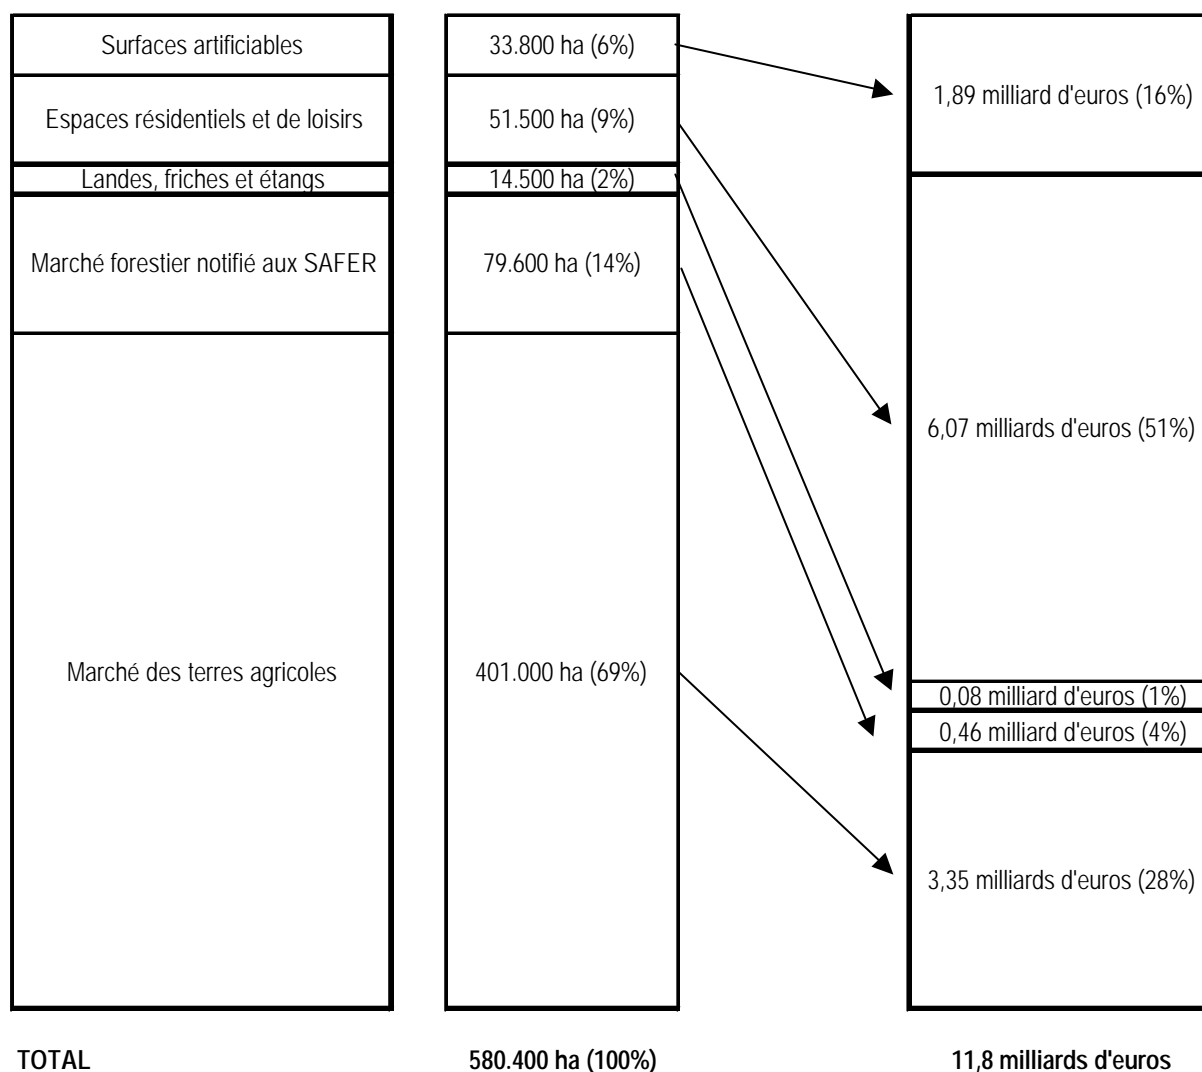 Surfaces artificiables 33.800 ha (6%) 1,89 milliard d'euros (16%)
Espaces résidentiels et de loisirs 51.500 ha (9%) 6,07 milliards d'euros (51%)
Landes, friches et étangs 14.500 ha (2%) 0,08 milliard d'euros (1%)
Marché forestier notifié aux SAFER 79.600 ha (14%) 0,46 milliard d'euros (4%)
Marché des terres agricoles 401.000 ha (69%) 3,35 milliards d'euros (28%)
TOTAL 580.400 ha (100%) 11,8 milliards d'euros